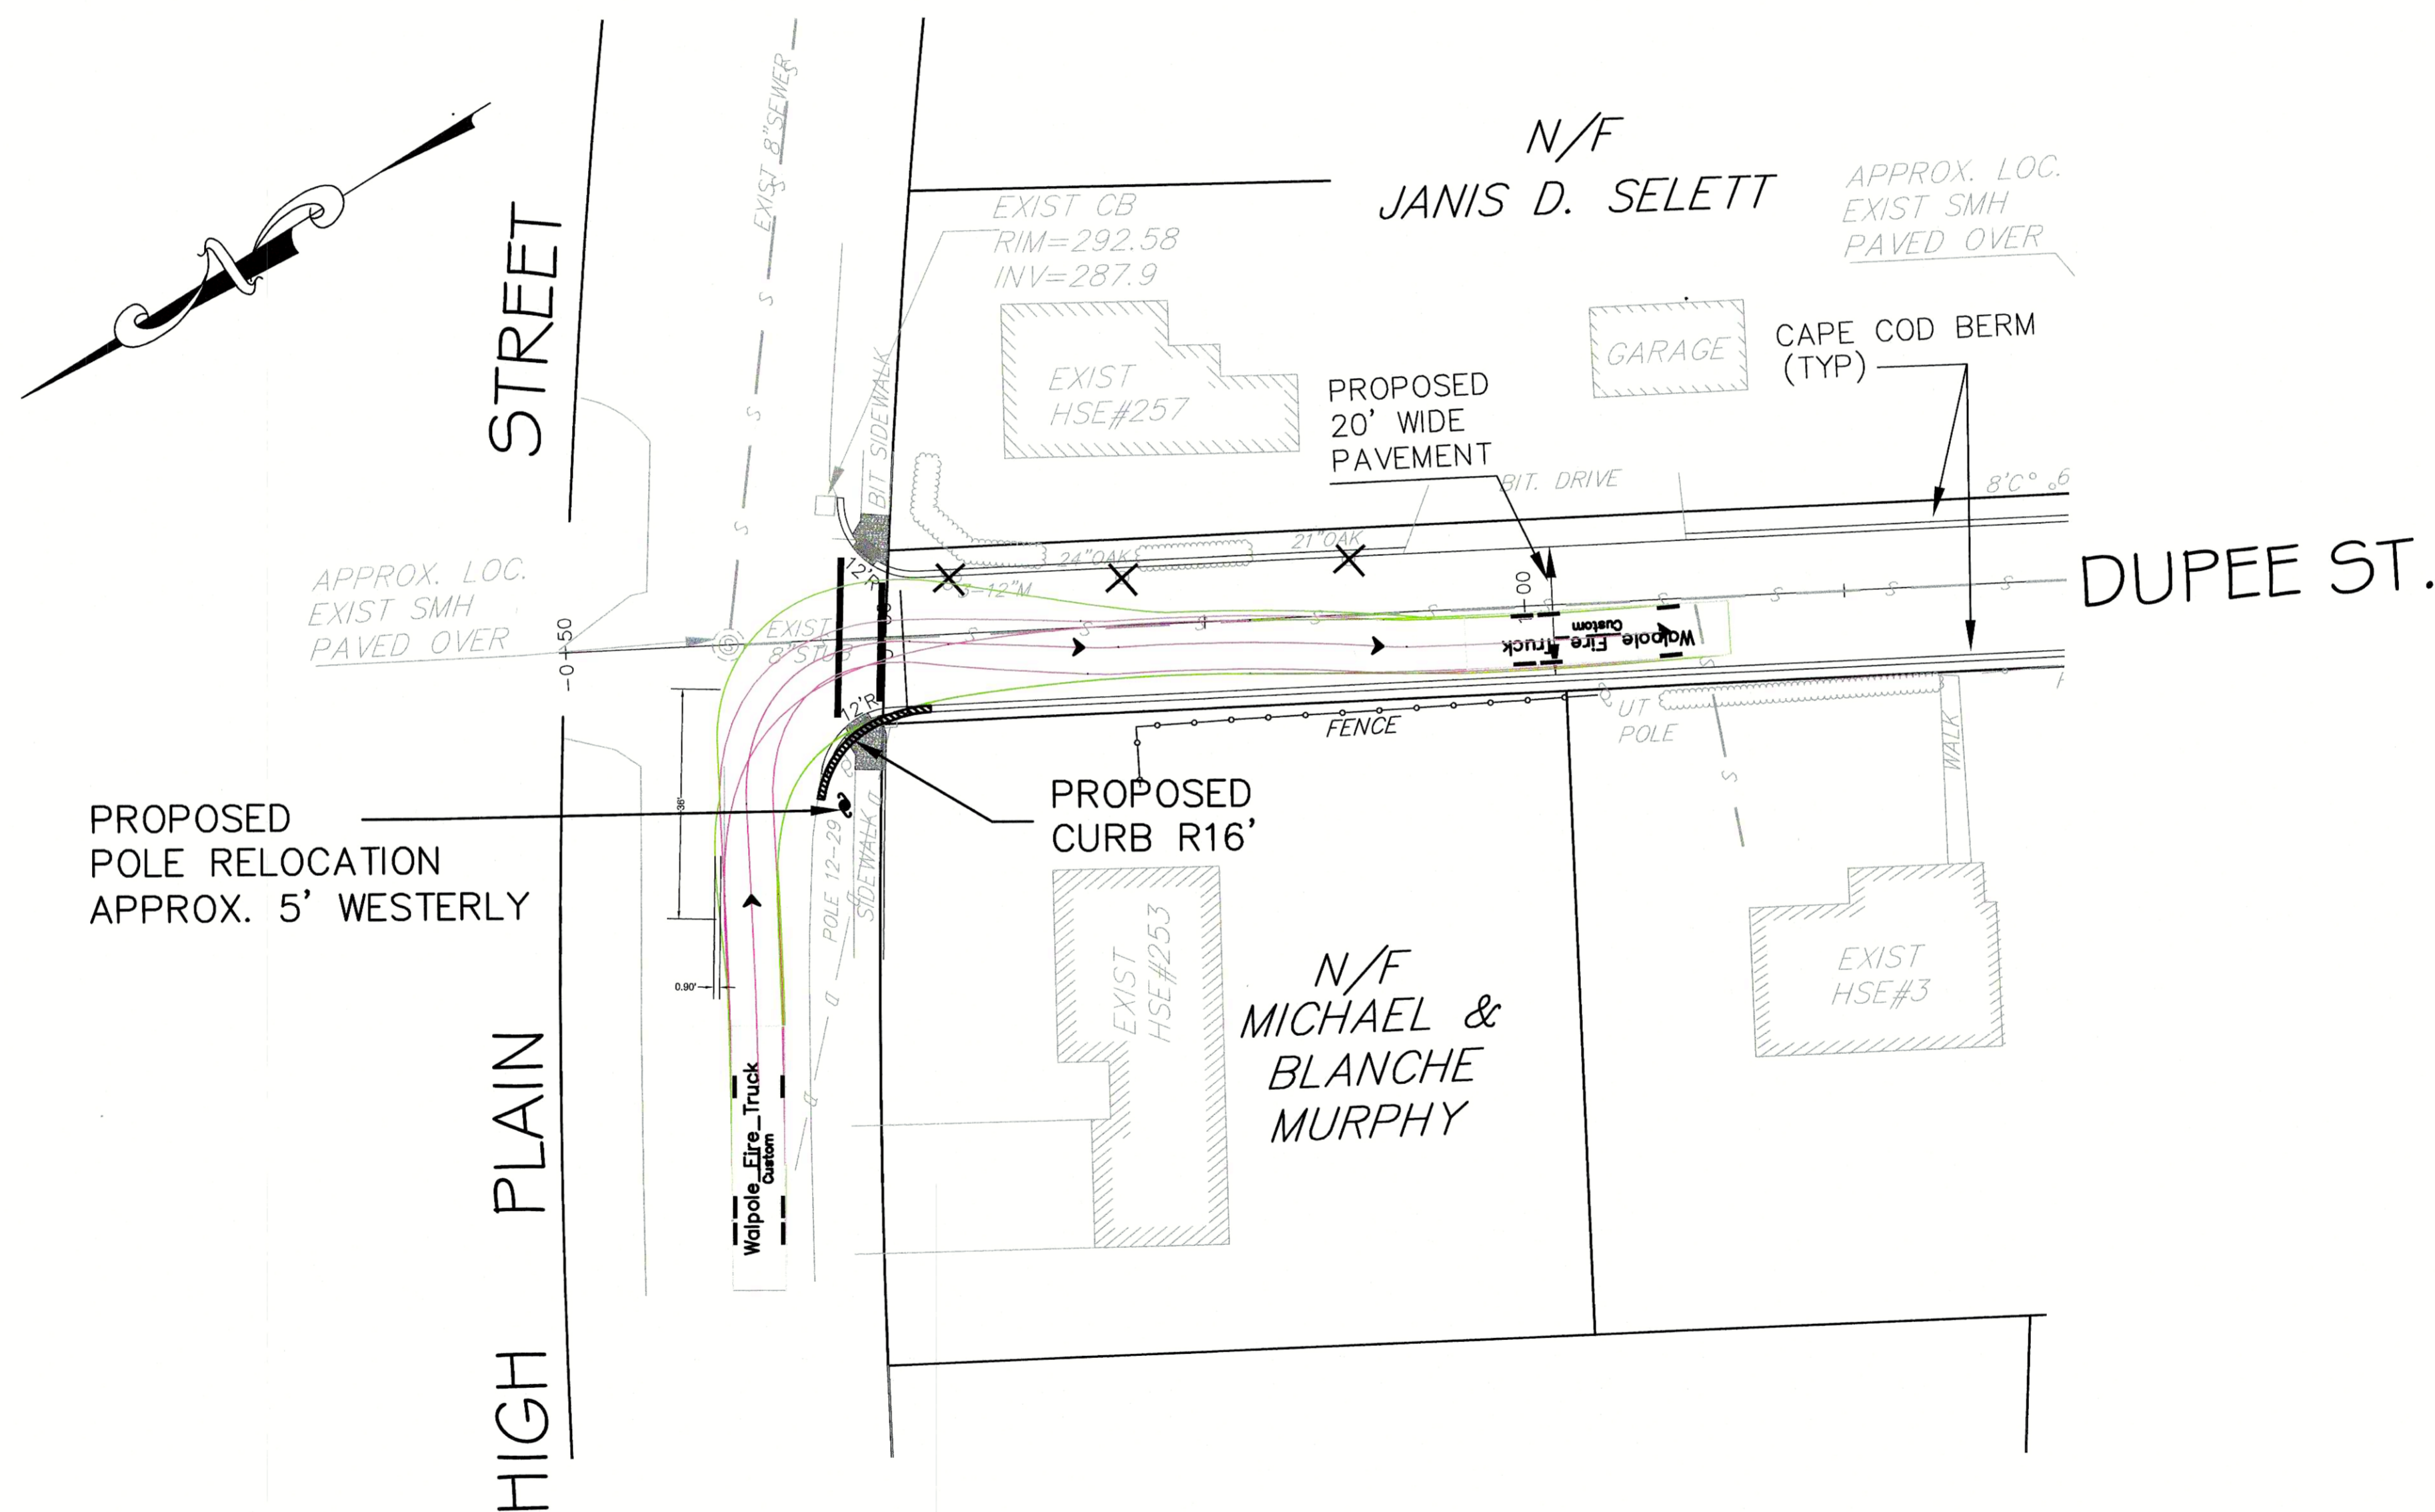 N/F
JANIS D. SELETT
APPROX. LOC.
EXIST SMH
PAVED OVER
EXIST 8"SEWER
EXIST CB
RIM=292.58
INV=287.9
STREET
EXIST
HSE#257
GARAGE
CAPE COD BERM
(TYP)
PROPOSED
20' WIDE
PAVEMENT
BIT SIDEWALK
BIT. DRIVE
8'C°
21"OAK
24"OAK
12"M
DUPEE ST.
APPROX. LOC.
EXIST SMH
PAVED OVER
-0+50
EXIST
8"STUB
12'R
1+00
Walpole_Fire_Truck
Custom
12'R
FENCE
UT
POLE
WALK
36'
PROPOSED
POLE RELOCATION
APPROX. 5' WESTERLY
PROPOSED
CURB R16'
POLE 12-29
SIDEWALK
0.90'
EXIST
HSE#253
N/F
MICHAEL &
BLANCHE
MURPHY
EXIST
HSE#3
Walpole_Fire_Truck
Custom
HIGH PLAIN